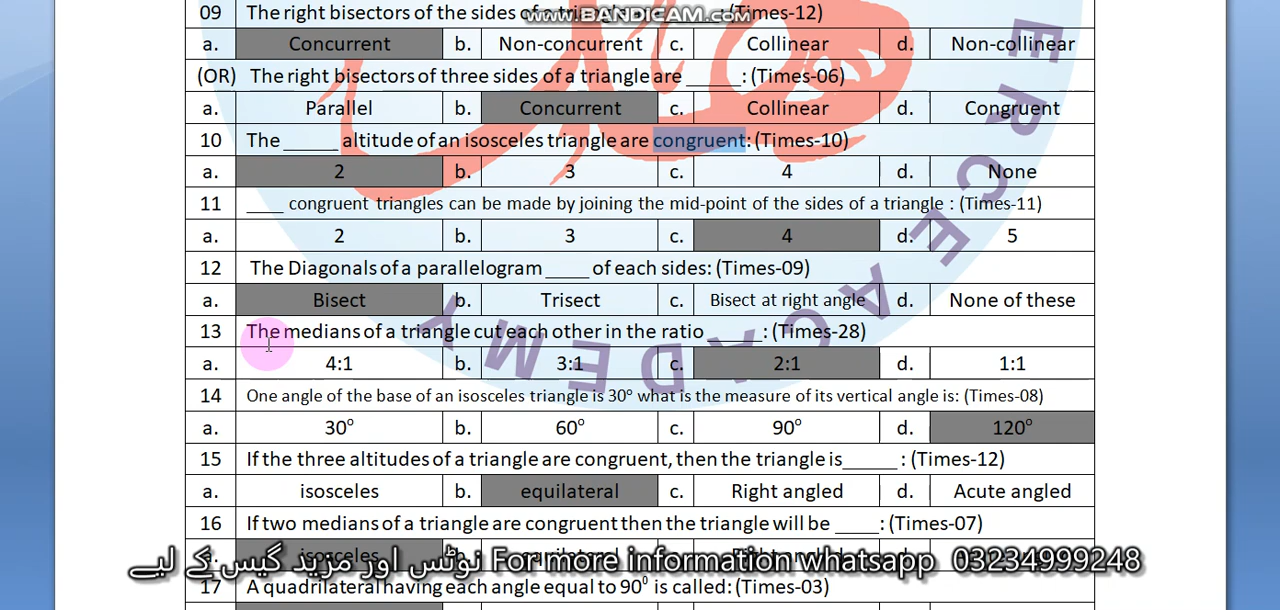 09 The right bisectors of the sides of a (Times-12)
www.BANDICAM.com
a. Concurrent b. Non-concurrent c. Collinear d. Non-collinear
(OR) The right bisectors of three sides of a triangle are _____: (Times-06)
a. Parallel b. Concurrent c. Collinear d. Congruent
10 The _____ altitude of an isosceles triangle are congruent: (Times-10)
a. 2 b. 3 c. 4 d. None
11 ____ congruent triangles can be made by joining the mid-point of the sides of a triangle : (Times-11)
a. 2 b. 3 c. 4 d. 5
12 The Diagonals of a parallelogram ____ of each sides: (Times-09)
a. Bisect b. Trisect c. Bisect at right angle d. None of these
13 The medians of a triangle cut each other in the ratio _____: (Times-28)
a. 4:1 b. 3:1 c. 2:1 d. 1:1
14 One angle of the base of an isosceles triangle is 30° what is the measure of its vertical angle is: (Times-08)
a. 30° b. 60° c. 90° d. 120°
15 If the three altitudes of a triangle are congruent, then the triangle is_____ : (Times-12)
a. isosceles b. equilateral c. Right angled d. Acute angled
16 If two medians of a triangle are congruent then the triangle will be ____: (Times-07)
a. isosceles b. equilateral c. Right angled d.
نوٹس اور مزید گیس کے لیے For more information whatsapp 03234999248
17 A quadrilateral having each angle equal to 90⁰ is called: (Times-03)
ERCE ACADEMY